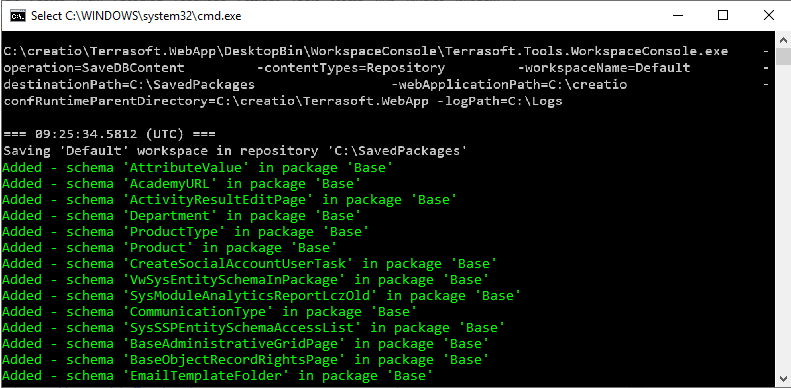 Select C:\WINDOWS\system32\cmd.exe
C:\creatio\Terrasoft.WebApp\DesktopBin\WorkspaceConsole\Terrasoft.Tools.WorkspaceConsole.exe -
operation=SaveDBContent -contentTypes=Repository -workspaceName=Default -
destinationPath=C:\SavedPackages -webApplicationPath=C:\creatio -
confRuntimeParentDirectory=C:\creatio\Terrasoft.WebApp -logPath=C:\Logs
=== 09:25:34.5812 (UTC) ===
Saving 'Default' workspace in repository 'C:\SavedPackages'
Added - schema 'AttributeValue' in package 'Base'
Added - schema 'AcademyURL' in package 'Base'
Added - schema 'ActivityResultEditPage' in package 'Base'
Added - schema 'Department' in package 'Base'
Added - schema 'ProductType' in package 'Base'
Added - schema 'Product' in package 'Base'
Added - schema 'CreateSocialAccountUserTask' in package 'Base'
Added - schema 'VwSysEntitySchemaInPackage' in package 'Base'
Added - schema 'SysModuleAnalyticsReportLczOld' in package 'Base'
Added - schema 'CommunicationType' in package 'Base'
Added - schema 'SysSSPEntitySchemaAccessList' in package 'Base'
Added - schema 'BaseAdministrativeGridPage' in package 'Base'
Added - schema 'BaseObjectRecordRightsPage' in package 'Base'
Added - schema 'EmailTemplateFolder' in package 'Base'